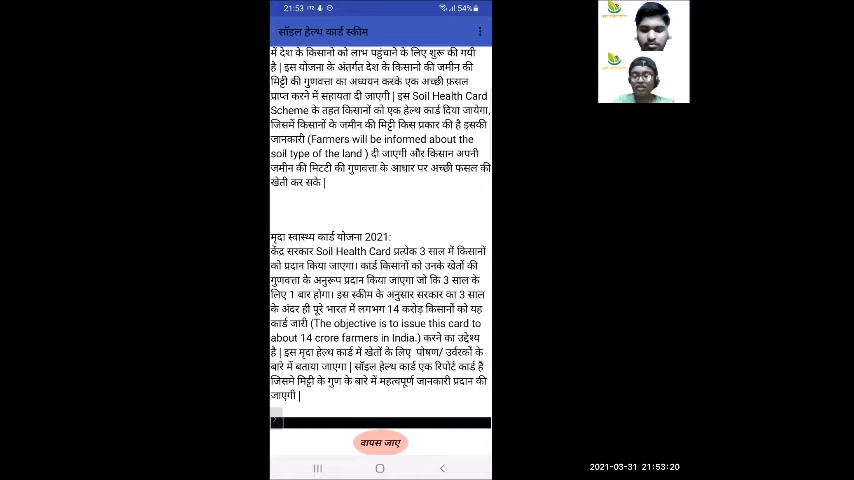 21:53
54%
सॉइल हेल्थ कार्ड स्कीम
में देश के किसानो को लाभ पहुंचाने के लिए शुरू की गयी
है | इस योजना के अंतर्गत देश के किसानो की जमीन की
मिट्टी की गुणवत्ता का अध्ययन करके एक अच्छी फ़सल
प्राप्त करने में सहायता दी जाएगी | इस Soil Health Card
Scheme के तहत किसानों को एक हेल्थ कार्ड दिया जायेगा,
जिसमें किसानों के जमीन की मिट्टी किस प्रकार की है इसकी
जानकारी (Farmers will be informed about the
soil type of the land ) दी जाएगी और किसान अपनी
जमीन की मिटटी की गुणवत्ता के आधार पर अच्छी फसल की
खेती कर सके |
मृदा स्वास्थ्य कार्ड योजना 2021:
केंद्र सरकार Soil Health Card प्रत्येक 3 साल में किसानों
को प्रदान किया जाएगा। कार्ड किसानों को उनके खेतों की
गुणवत्ता के अनुरूप प्रदान किया जाएगा जो कि 3 साल के
लिए 1 बार होगा। इस स्कीम के अनुसार सरकार का 3 साल
के अंदर ही पूरे भारत में लगभग 14 करोड़ किसानों को यह
कार्ड जारी (The objective is to issue this card to
about 14 crore farmers in India.) करने का उद्देश्य
है | इस मृदा हेल्थ कार्ड में खेतों के लिए पोषण/ उर्वरकों के
बारे में बताया जाएगा | सॉइल हेल्थ कार्ड एक रिपोर्ट कार्ड है
जिसमे मिट्टी के गुण के बारे में महत्वपूर्ण जानकारी प्रदान की
जाएगी |
वापस जाए
2021-03-31 21:53:20